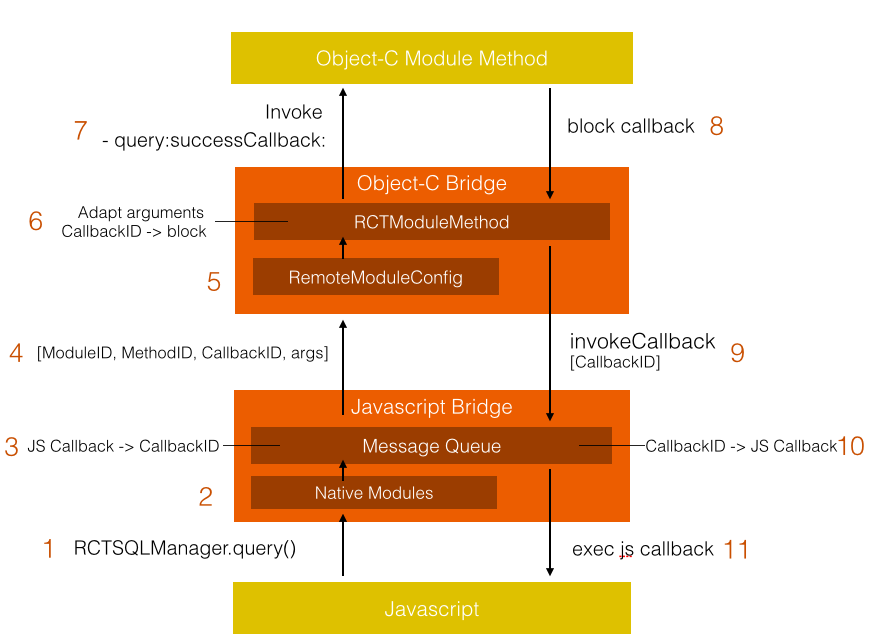 Object-C Module Method
Invoke
7
- query:successCallback:
block callback 8
Object-C Bridge
6
Adapt arguments
CallbackID -> block
RCTModuleMethod
5
RemoteModuleConfig
4 [ModuleID, MethodID, CallbackID, args]
invokeCallback
[CallbackID]
9
Javascript Bridge
3 JS Callback -> CallbackID
Message Queue
CallbackID -> JS Callback 10
2
Native Modules
1 RCTSQLManager.query()
exec js callback 11
Javascript